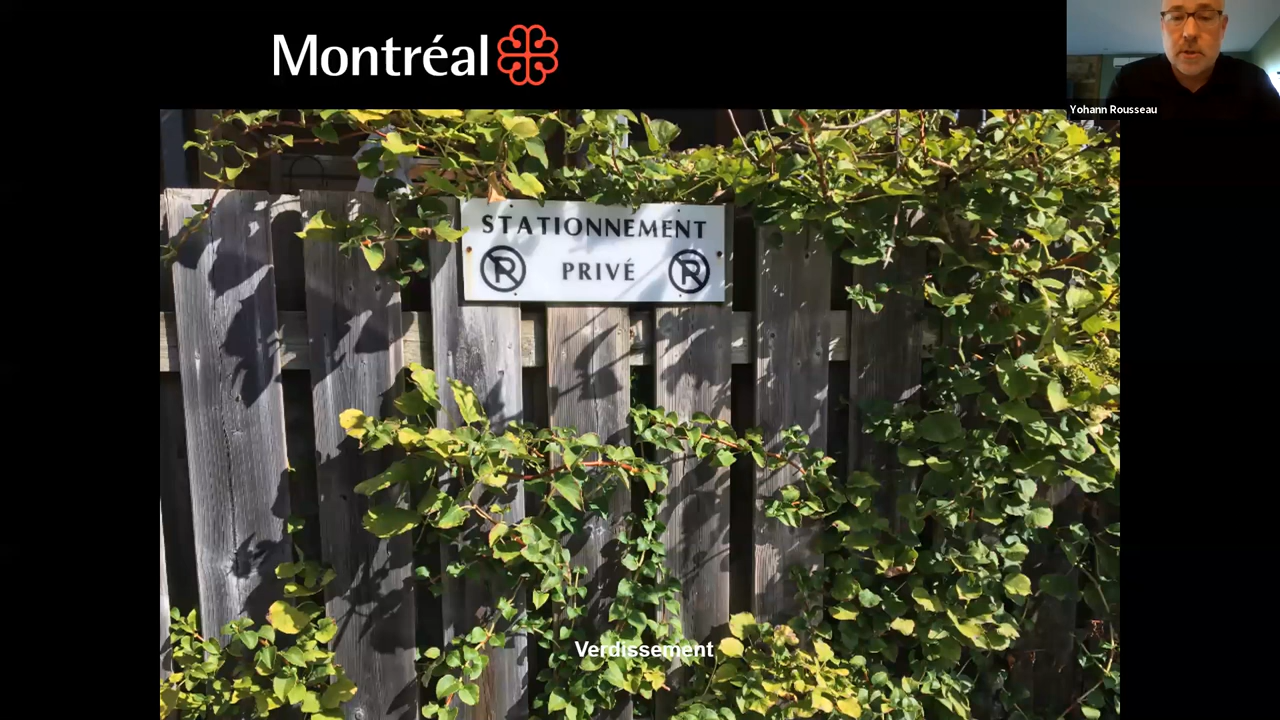 Montréal
Yohann Rousseau
STATIONNEMENT
PRIVÉ
Verdissement